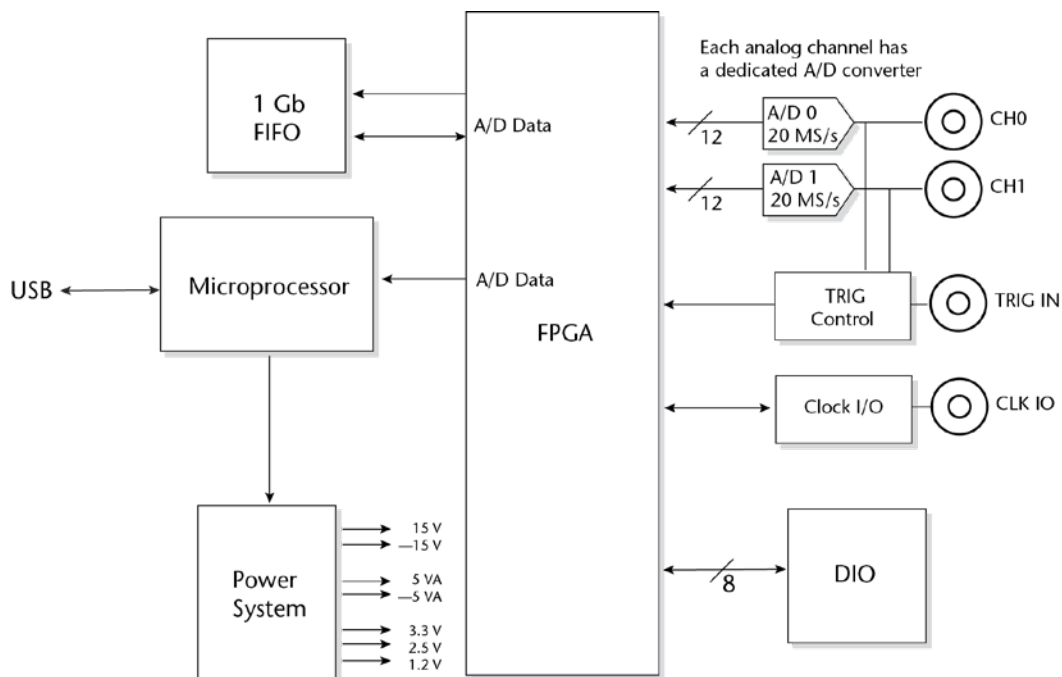 Each analog channel has
a dedicated A/D converter
1 Gb
FIFO
A/D Data
12
A/D 0
20 MS/s
CH0
12
A/D 1
20 MS/s
CH1
USB
Microprocessor
A/D Data
FPGA
TRIG
Control
TRIG IN
Clock I/O
CLK IO
Power
System
15 V
—15 V
5 VA
—5 VA
3.3 V
2.5 V
1.2 V
8
DIO